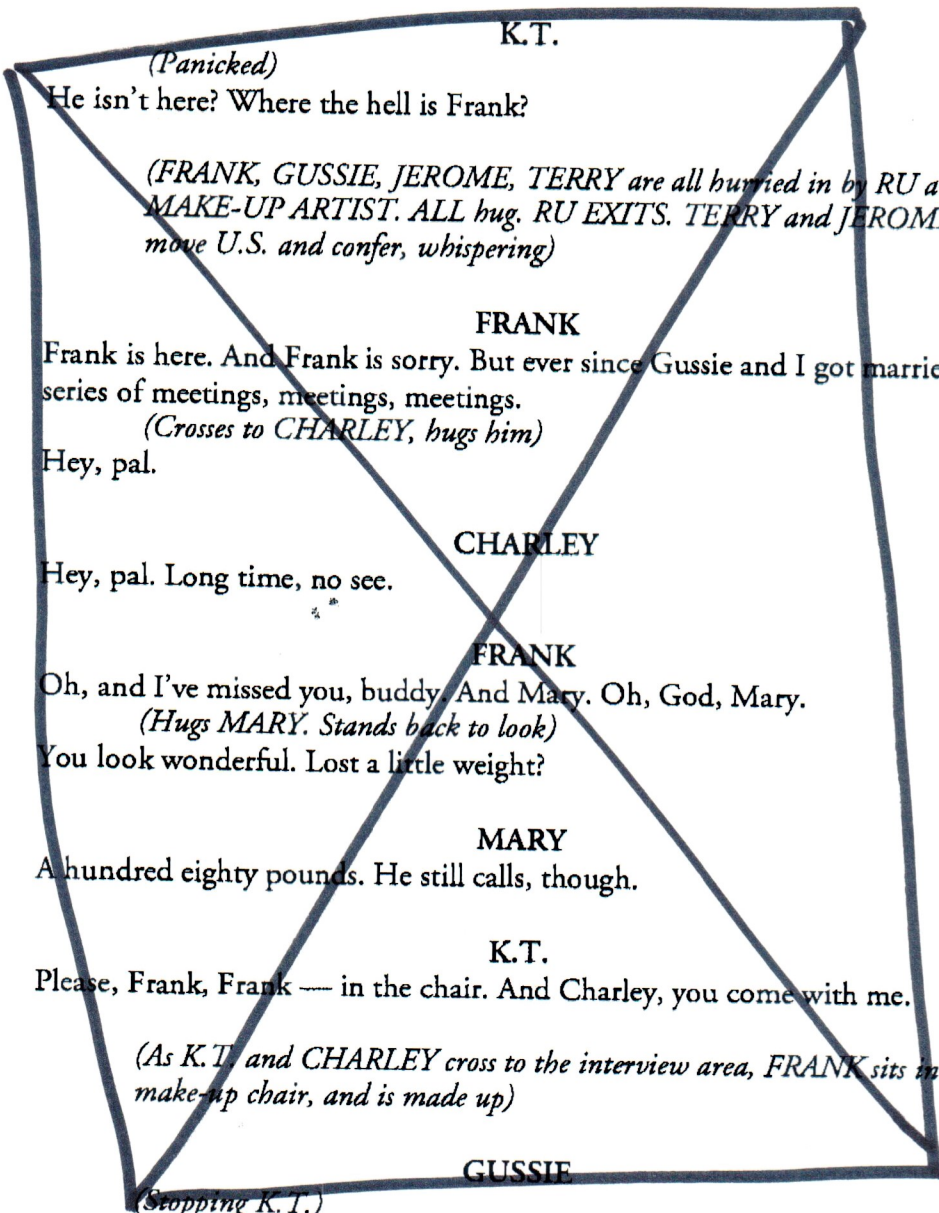 K.T.
(Panicked)
He isn't here? Where the hell is Frank?
(FRANK, GUSSIE, JEROME, TERRY are all hurried in by RU a
MAKE-UP ARTIST. ALL hug. RU EXITS. TERRY and JEROM
move U.S. and confer, whispering)
FRANK
Frank is here. And Frank is sorry. But ever since Gussie and I got marrie
series of meetings, meetings, meetings.
(Crosses to CHARLEY, hugs him)
Hey, pal.
CHARLEY
Hey, pal. Long time, no see.
FRANK
Oh, and I've missed you, buddy. And Mary. Oh, God, Mary.
(Hugs MARY. Stands back to look)
You look wonderful. Lost a little weight?
MARY
A hundred eighty pounds. He still calls, though.
K.T.
Please, Frank, Frank — in the chair. And Charley, you come with me.
(As K.T. and CHARLEY cross to the interview area, FRANK sits in
make-up chair, and is made up)
GUSSIE
(Stopping K.T.)